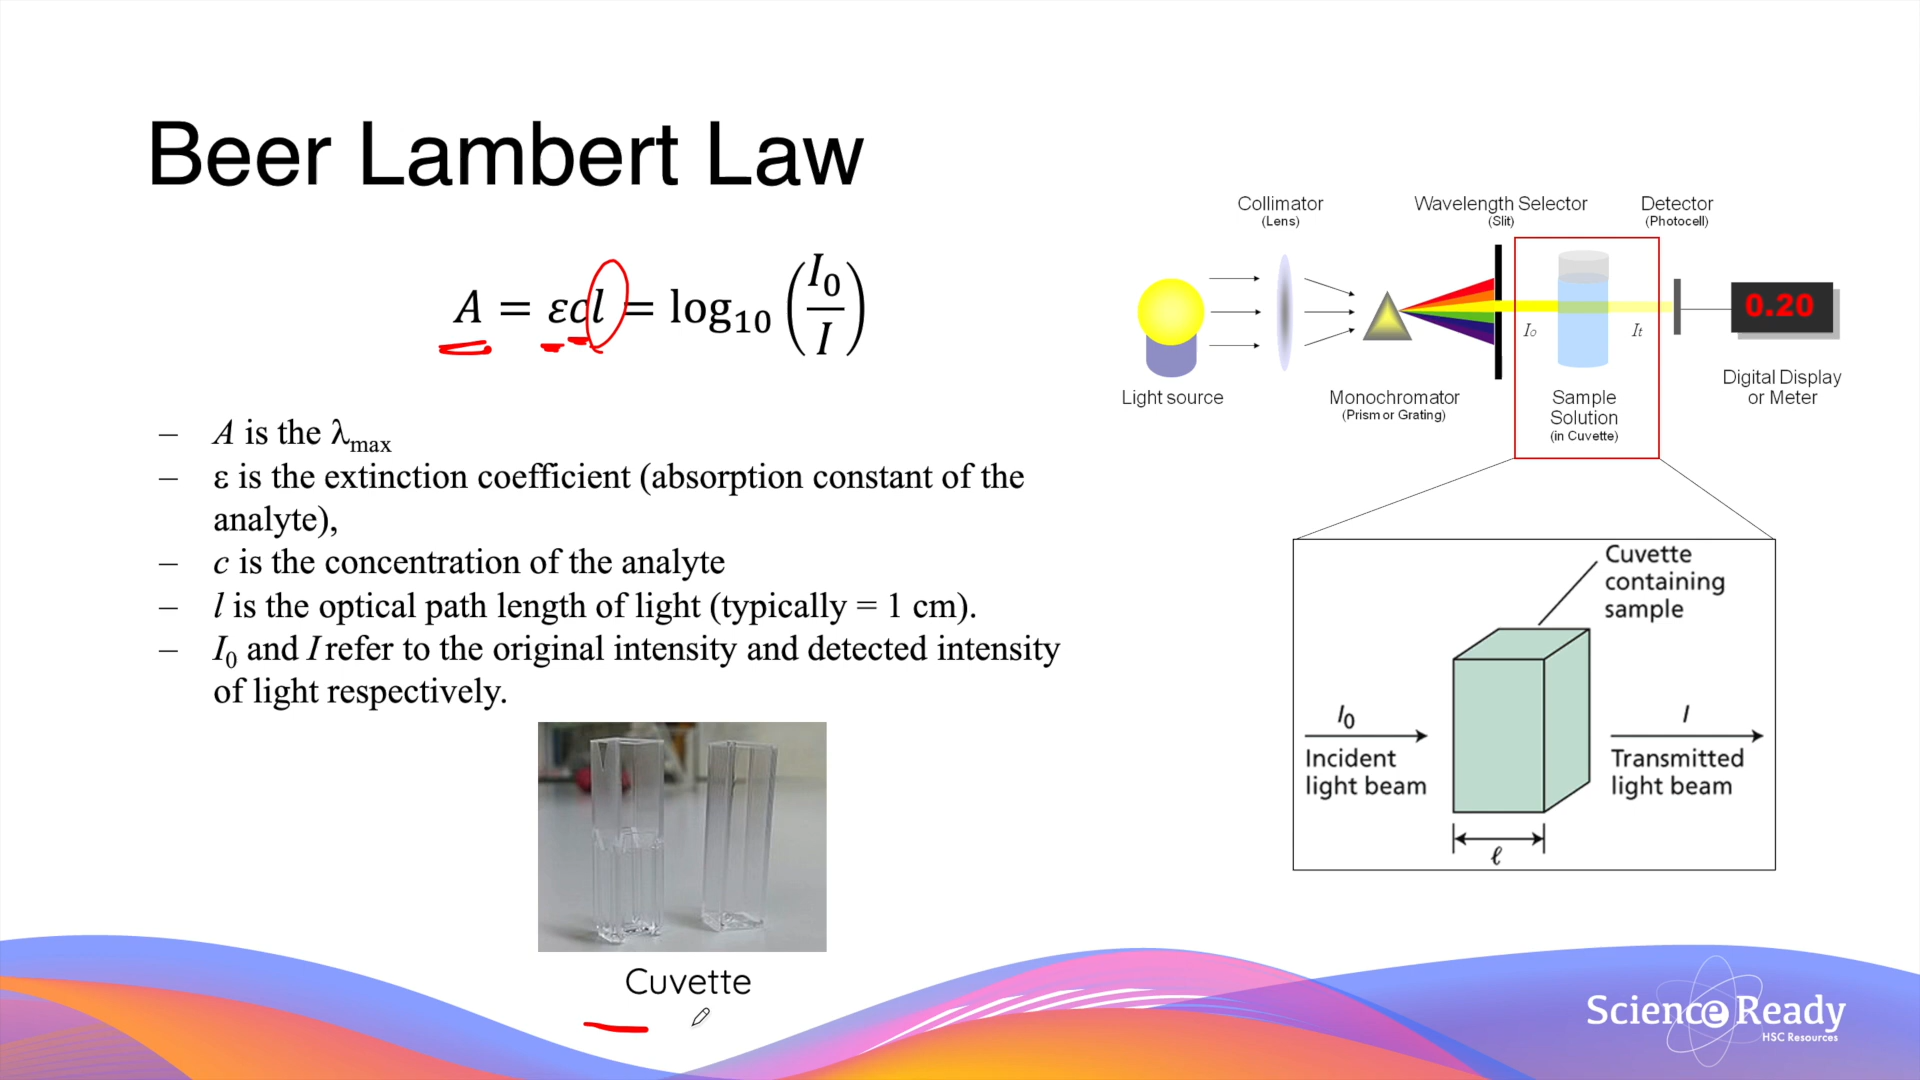 Beer Lambert Law
A = εcl = log₁₀ (I₀/I)
– A is the λmax
– ε is the extinction coefficient (absorption constant of the
analyte),
– c is the concentration of the analyte
– l is the optical path length of light (typically = 1 cm).
– I₀ and I refer to the original intensity and detected intensity
of light respectively.
Cuvette
Collimator
(Lens)
Wavelength Selector
(Slit)
Detector
(Photocell)
0.20
I₀
It
Light source
Monochromator
(Prism or Grating)
Sample
Solution
(in Cuvette)
Digital Display
or Meter
Cuvette
containing
sample
I₀
Incident
light beam
I
Transmitted
light beam
ℓ
Science Ready
HSC Resources